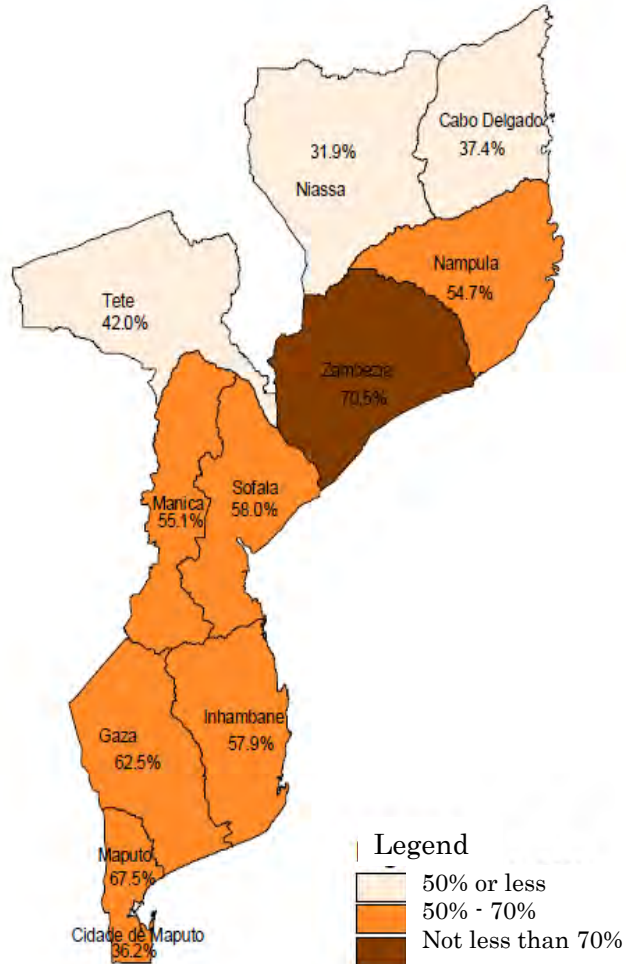 Cabo Delgado
37.4%
31.9%
Niassa
Nampula
54.7%
Tete
42.0%
Zambezia
70,5%
Sofala
58.0%
Manica
55.1%
Inhambane
57.9%
Gaza
62.5%
Maputo
67.5%
Cidade de Maputo
36.2%
Legend
50% or less
50% - 70%
Not less than 70%